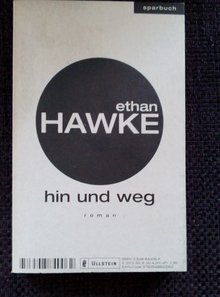 sparbuch
ethan
HAWKE
hin und weg
roman
ULLSTEIN